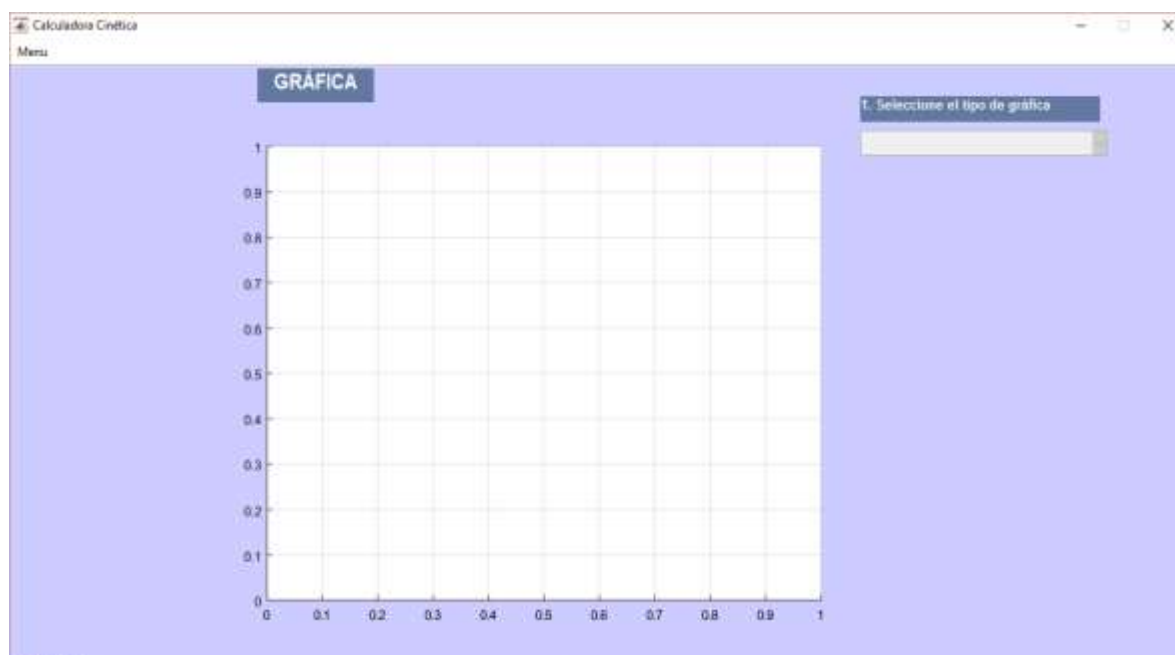 Calculadora Cinética
Menu
GRÁFICA
1. Seleccione el tipo de gráfica
1
0.9
0.8
0.7
0.6
0.5
0.4
0.3
0.2
0.1
0
0 0.1 0.2 0.3 0.4 0.5 0.6 0.7 0.8 0.9 1